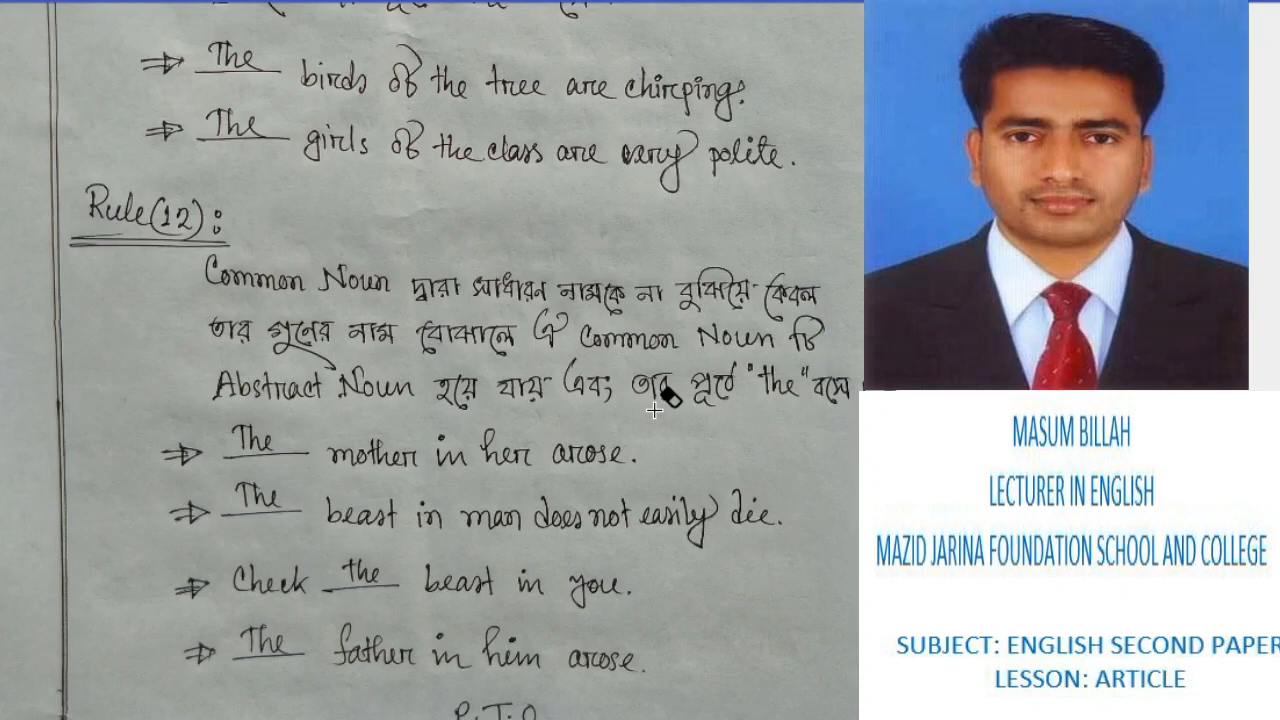 ⇒ The birds of the tree are chirping.
⇒ The girls of the class are very polite.
Rule(12):
Common Noun দ্বারা সাধারন নামকে না বুঝিয়ে কেবল
তার গুনের নাম বোঝালে ঐ Common Noun টি
Abstract Noun হয়ে যায় এবং তার পূর্বে "the" বসে
⇒ The mother in her arose.
⇒ The beast in man does not easily die.
⇒ Check the beast in you.
⇒ The father in him arose.
P.T.O
MASUM BILLAH
LECTURER IN ENGLISH
MAZID JARINA FOUNDATION SCHOOL AND COLLEGE
SUBJECT: ENGLISH SECOND PAPER
LESSON: ARTICLE